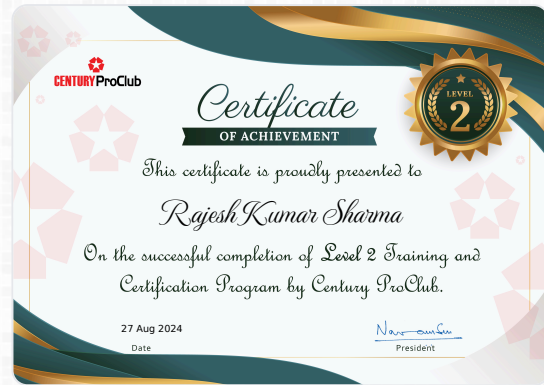 CENTURY ProClub
Certificate
OF ACHIEVEMENT
LEVEL
2
This certificate is proudly presented to
Rajesh Kumar Sharma
On the successful completion of Level 2 Training and
Certification Program by Century ProClub.
27 Aug 2024
Date
President